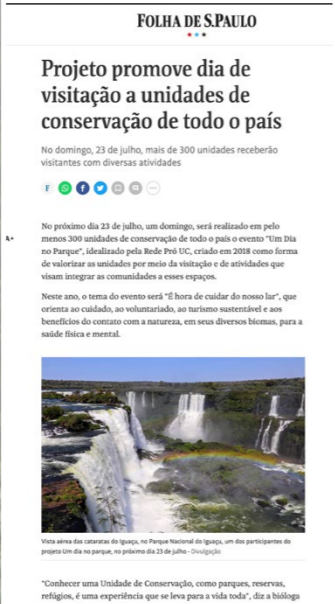 FOLHA DE S.PAULO
Projeto promove dia de
visitação a unidades de
conservação de todo o país
No domingo, 23 de julho, mais de 300 unidades receberão
visitantes com diversas atividades
No próximo dia 23 de julho, um domingo, será realizado em pelo
menos 300 unidades de conservação de todo o país o evento "Um Dia
no Parque", idealizado pela Rede Pró UC, criado em 2018 como forma
de valorizar as unidades por meio da visitação e de atividades que
visam integrar as comunidades a esses espaços.
Neste ano, o tema do evento será "É hora de cuidar do nosso lar", que
orienta ao cuidado, ao voluntariado, ao turismo sustentável e aos
benefícios do contato com a natureza, em seus diversos biomas, para a
saúde física e mental.
Vista aérea das cataratas do Iguaçu, no Parque Nacional do Iguaçu, um dos participantes do
projeto Um dia no parque, no próximo dia 23 de julho - Divulgação
"Conhecer uma Unidade de Conservação, como parques, reservas,
refúgios, é uma experiência que se leva para a vida toda", diz a bióloga